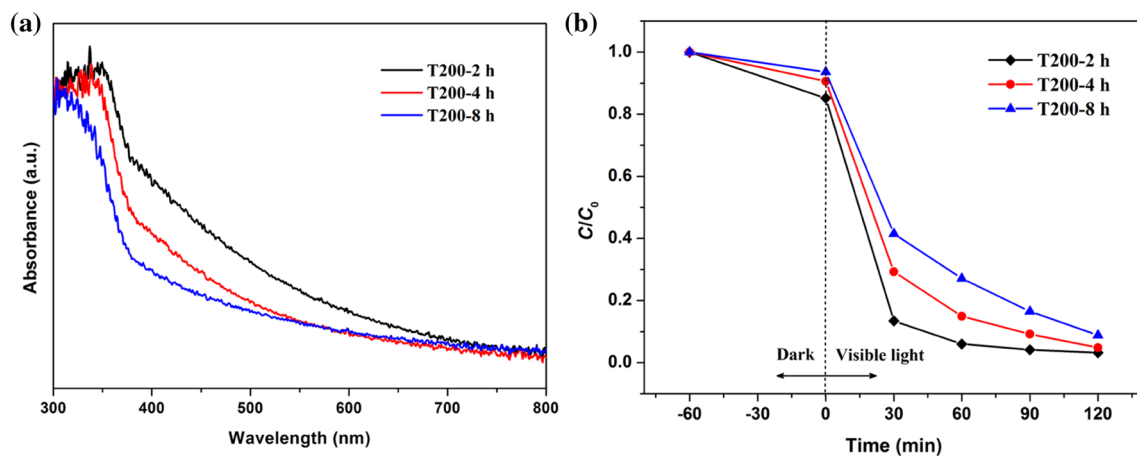 (a)
T200-2 h
T200-4 h
T200-8 h
Absorbance (a.u.)
300 400 500 600 700 800
Wavelength (nm)
(b)
T200-2 h
T200-4 h
T200-8 h
C/C0
1.0
0.8
0.6
0.4
0.2
0.0
Dark Visible light
-60 -30 0 30 60 90 120
Time (min)